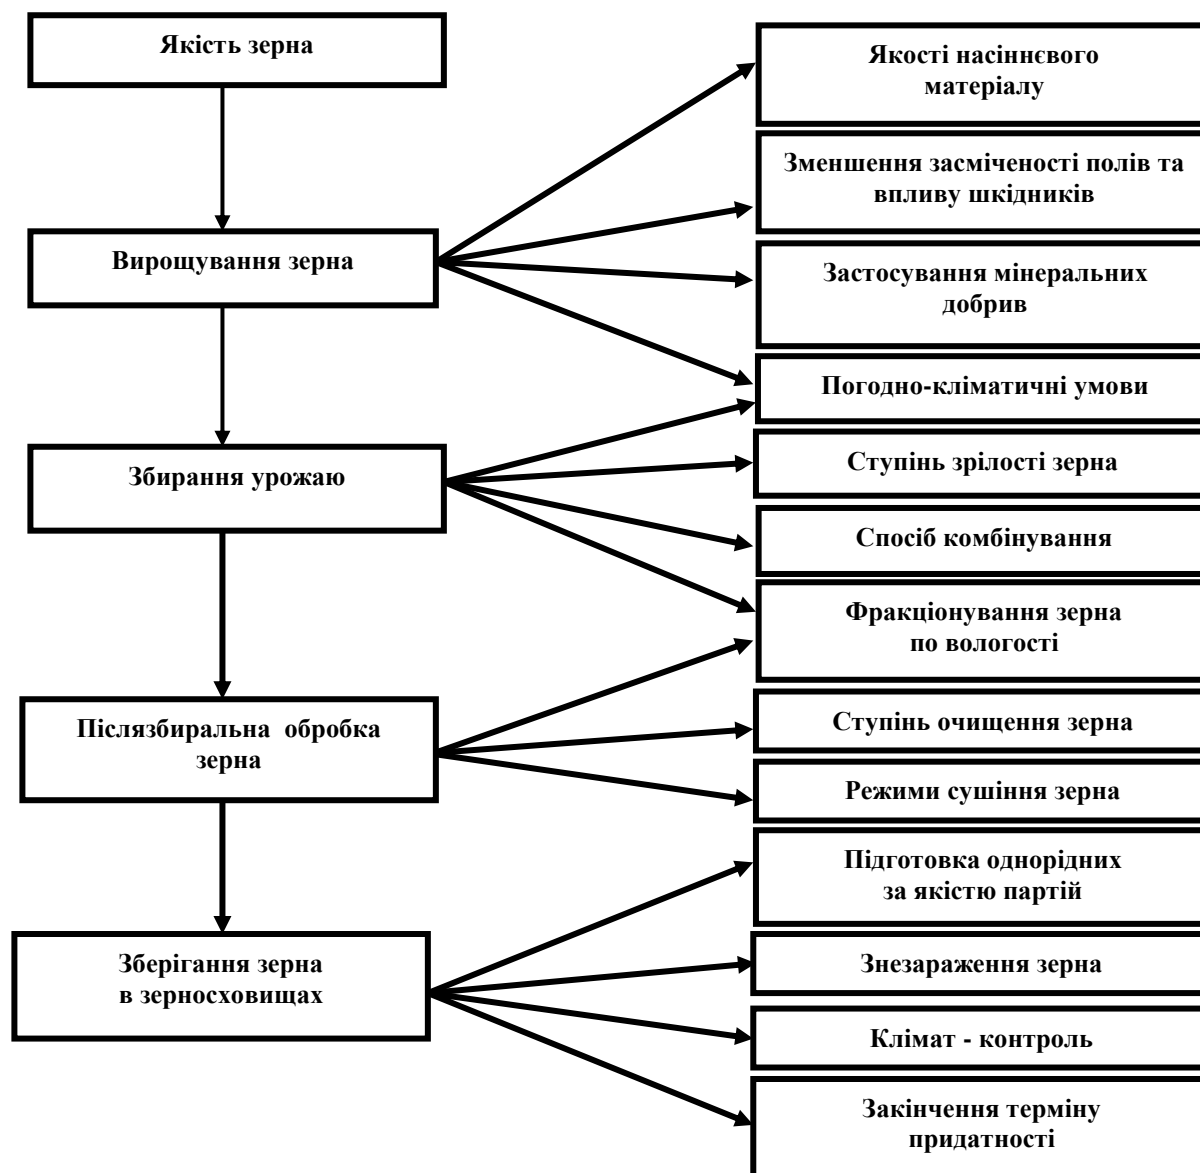 Якість зерна
Вирощування зерна
Збирання урожаю
Післязбиральна обробка
зерна
Зберігання зерна
в зерносховищах
Якості насіннєвого
матеріалу
Зменшення засміченості полів та
впливу шкідників
Застосування мінеральних
добрив
Погодно-кліматичні умови
Ступінь зрілості зерна
Спосіб комбінування
Фракціонування зерна
по вологості
Ступінь очищення зерна
Режими сушіння зерна
Підготовка однорідних
за якістю партій
Знезараження зерна
Клімат - контроль
Закінчення терміну
придатності